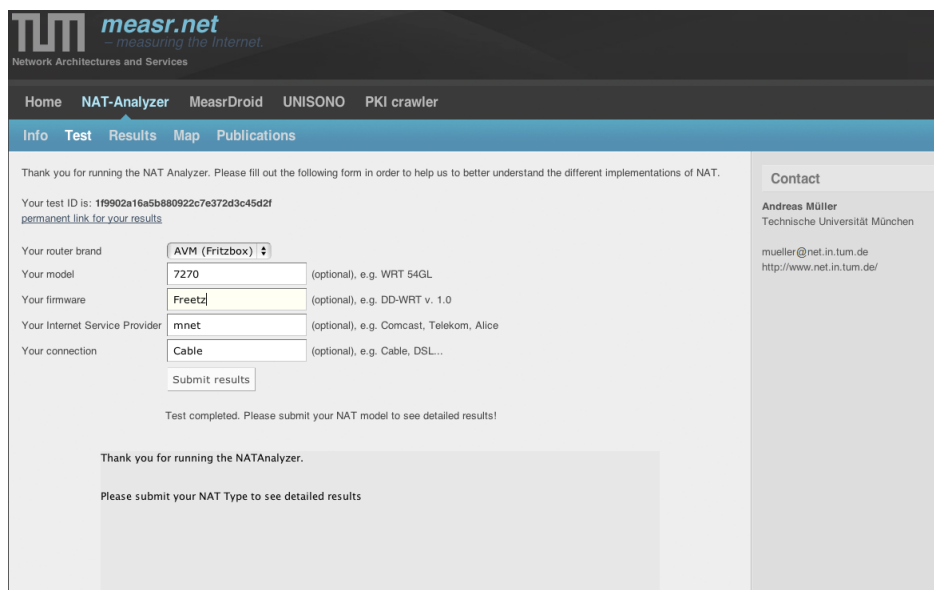 TUM
measr.net
– measuring the Internet.
Network Architectures and Services
Home NAT-Analyzer MeasrDroid UNISONO PKI crawler
Info Test Results Map Publications
Thank you for running the NAT Analyzer. Please fill out the following form in order to help us to better understand the different implementations of NAT.
Your test ID is: 1f9902a16a5b880922c7e372d3c45d2f
permanent link for your results
Your router brand AVM (Fritzbox)
Your model 7270 (optional), e.g. WRT 54GL
Your firmware Freetz (optional), e.g. DD-WRT v. 1.0
Your Internet Service Provider mnet (optional), e.g. Comcast, Telekom, Alice
Your connection Cable (optional), e.g. Cable, DSL...
Submit results
Test completed. Please submit your NAT model to see detailed results!
Thank you for running the NATAnalyzer.
Please submit your NAT Type to see detailed results
Contact
Andreas Müller
Technische Universität München
mueller@net.in.tum.de
http://www.net.in.tum.de/